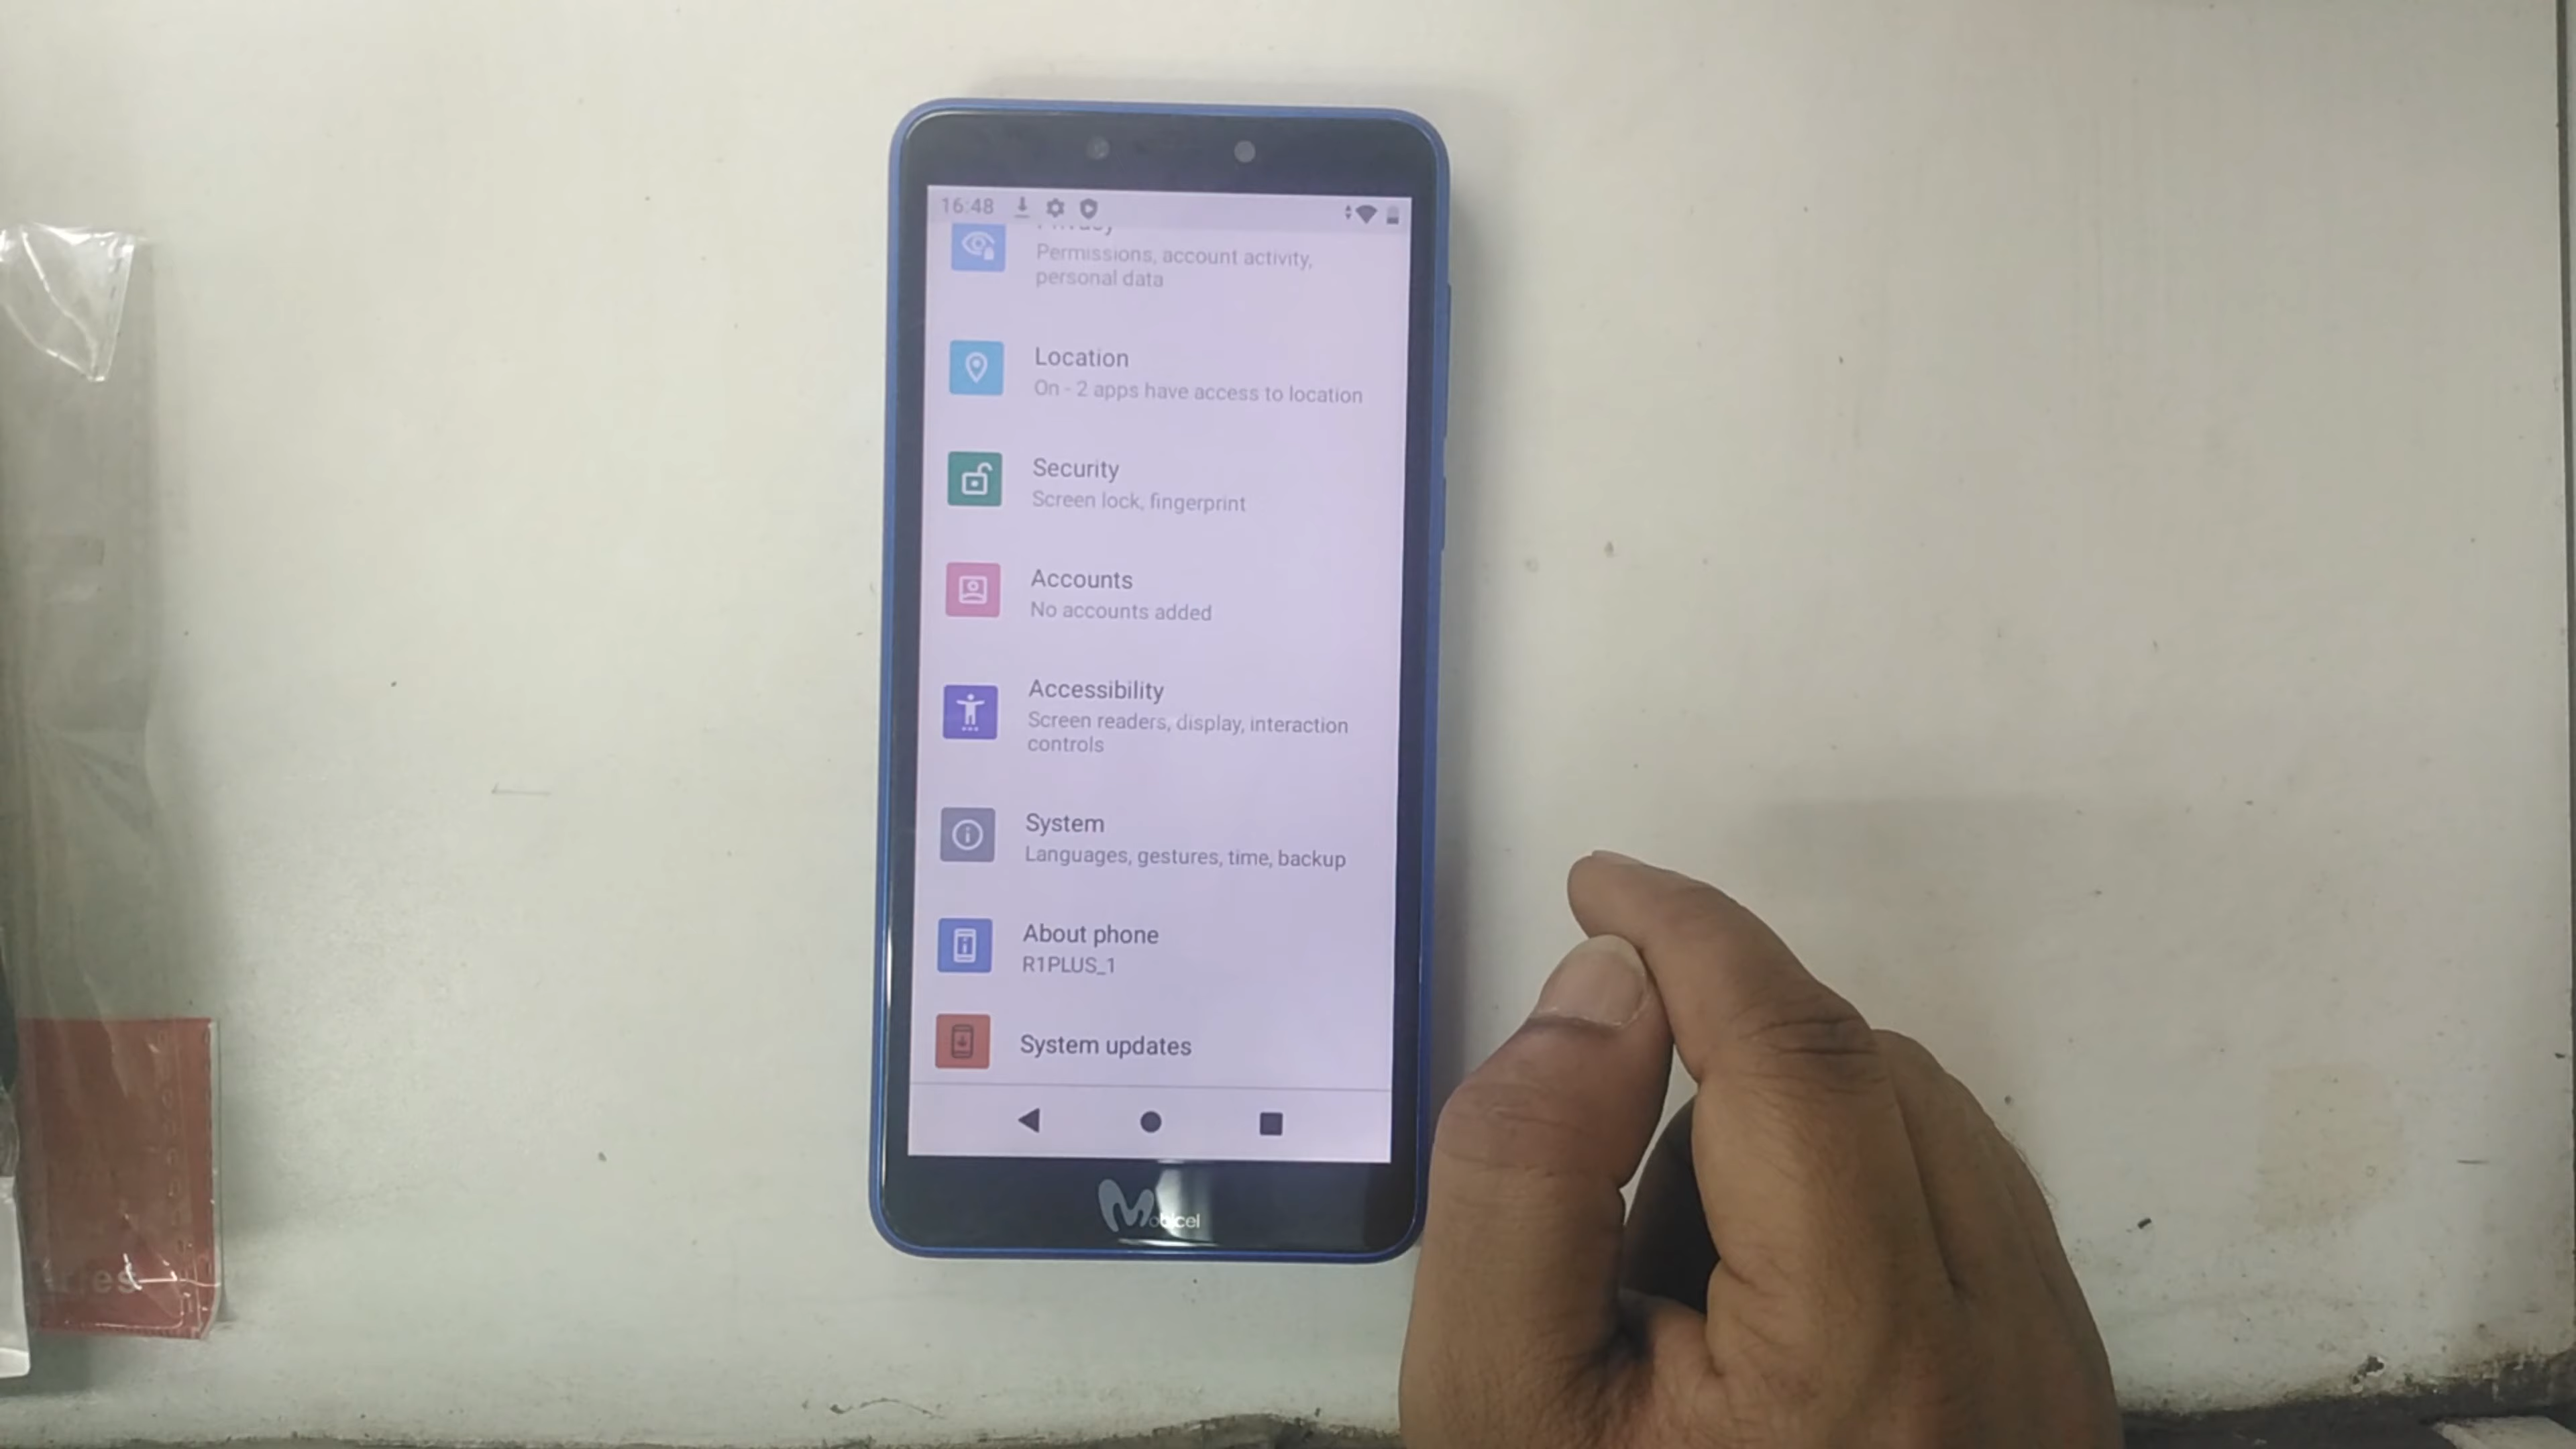 16:48
Privacy
Permissions, account activity,
personal data
Location
On - 2 apps have access to location
Security
Screen lock, fingerprint
Accounts
No accounts added
Accessibility
Screen readers, display, interaction
controls
System
Languages, gestures, time, backup
About phone
R1PLUS_1
System updates
Mobicel